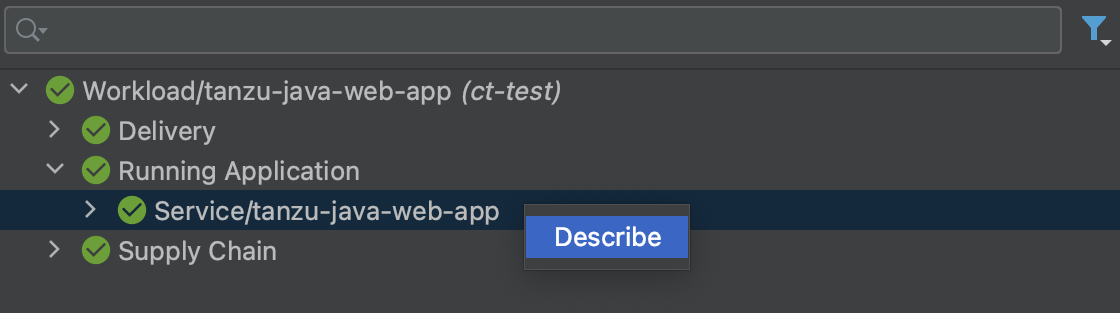 Workload/tanzu-java-web-app (ct-test)
Delivery
Running Application
Service/tanzu-java-web-app
Describe
Supply Chain